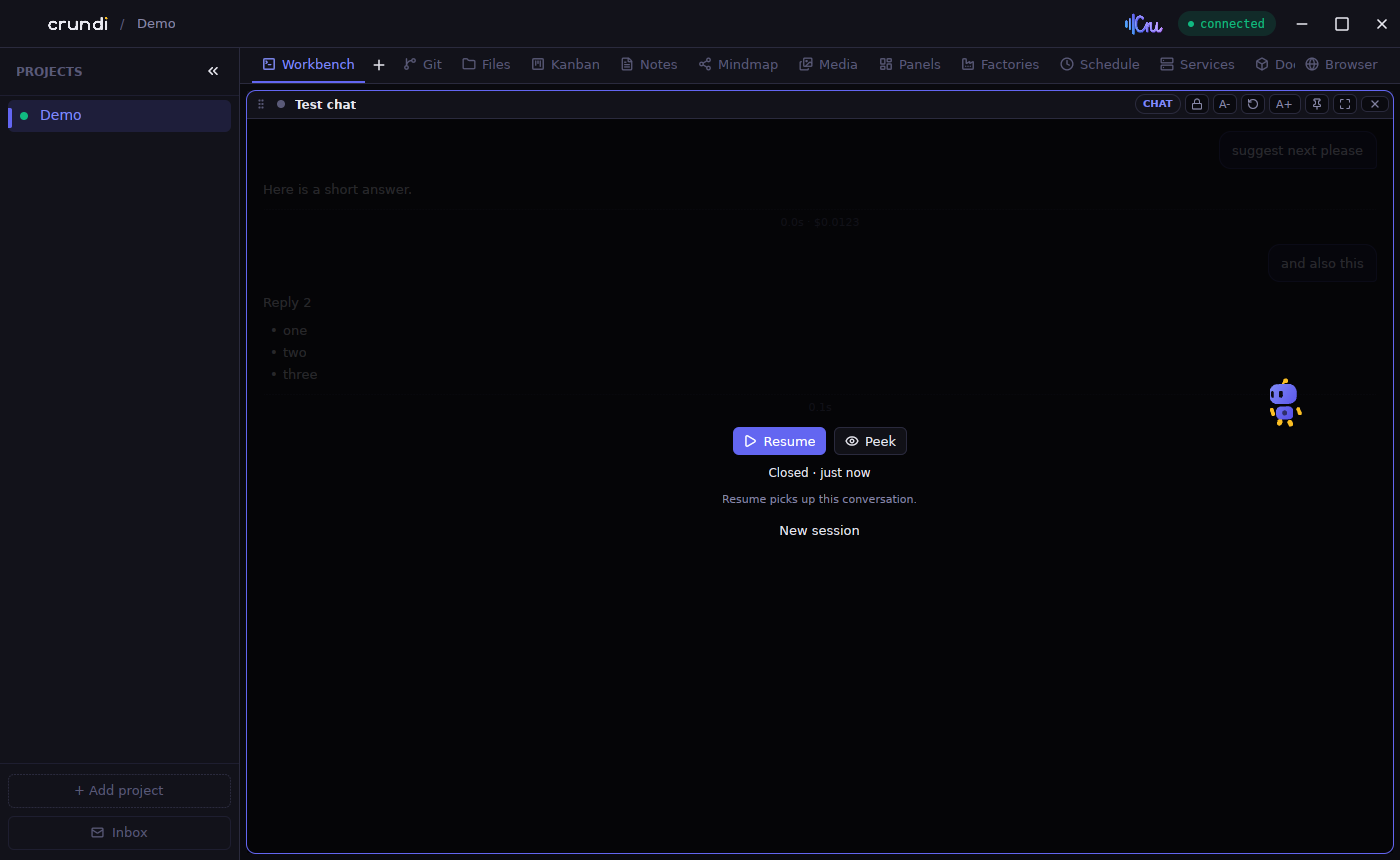 crundi / Demo
Cru
connected
PROJECTS
Workbench
Git
Files
Kanban
Notes
Mindmap
Media
Panels
Factories
Schedule
Services
Doc
Browser
Demo
Test chat
CHAT
A-
A+
suggest next please
Here is a short answer.
0.0s · $0.0123
and also this
Reply 2
• one
• two
• three
0.1s
Resume
Peek
Closed · just now
Resume picks up this conversation.
New session
+ Add project
Inbox